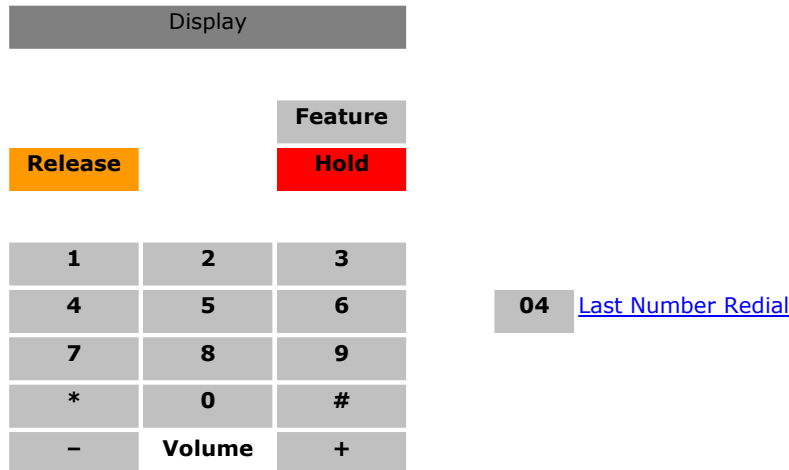 Display
Feature
Release Hold
1 2 3
4 5 6 04 Last Number Redial
7 8 9
* 0 #
– Volume +